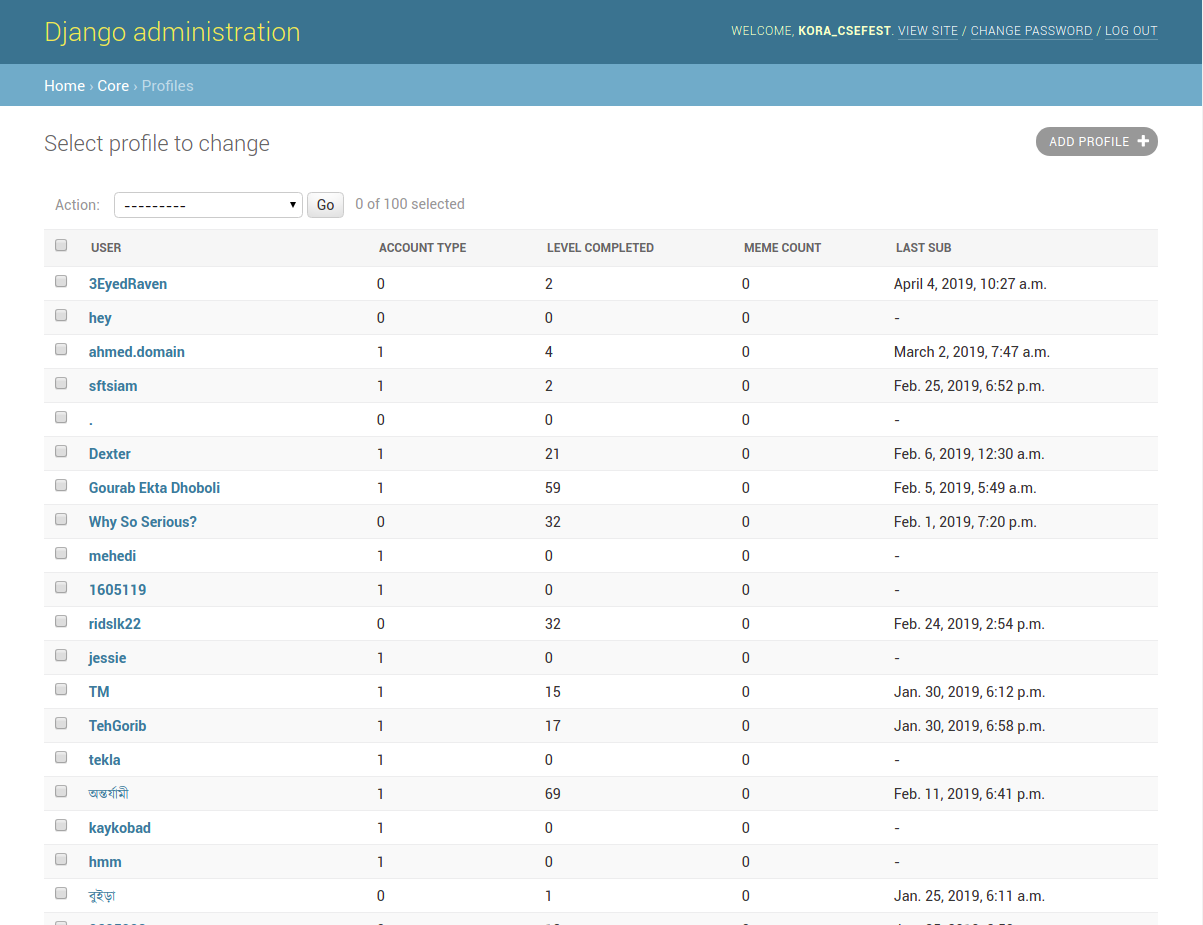 Django administration
WELCOME, KORA_CSEFEST. VIEW SITE / CHANGE PASSWORD / LOG OUT
Home › Core › Profiles
Select profile to change
ADD PROFILE
Action: --------- Go 0 of 100 selected
USER ACCOUNT TYPE LEVEL COMPLETED MEME COUNT LAST SUB
3EyedRaven 0 2 0 April 4, 2019, 10:27 a.m.
hey 0 0 0 -
ahmed.domain 1 4 0 March 2, 2019, 7:47 a.m.
sftsiam 1 2 0 Feb. 25, 2019, 6:52 p.m.
. 0 0 0 -
Dexter 1 21 0 Feb. 6, 2019, 12:30 a.m.
Gourab Ekta Dhoboli 1 59 0 Feb. 5, 2019, 5:49 a.m.
Why So Serious? 0 32 0 Feb. 1, 2019, 7:20 p.m.
mehedi 1 0 0 -
1605119 1 0 0 -
ridslk22 0 32 0 Feb. 24, 2019, 2:54 p.m.
jessie 1 0 0 -
TM 1 15 0 Jan. 30, 2019, 6:12 p.m.
TehGorib 1 17 0 Jan. 30, 2019, 6:58 p.m.
tekla 1 0 0 -
অন্তর্যামী 1 69 0 Feb. 11, 2019, 6:41 p.m.
kaykobad 1 0 0 -
hmm 1 0 0 -
বুইড়া 0 1 0 Jan. 25, 2019, 6:11 a.m.